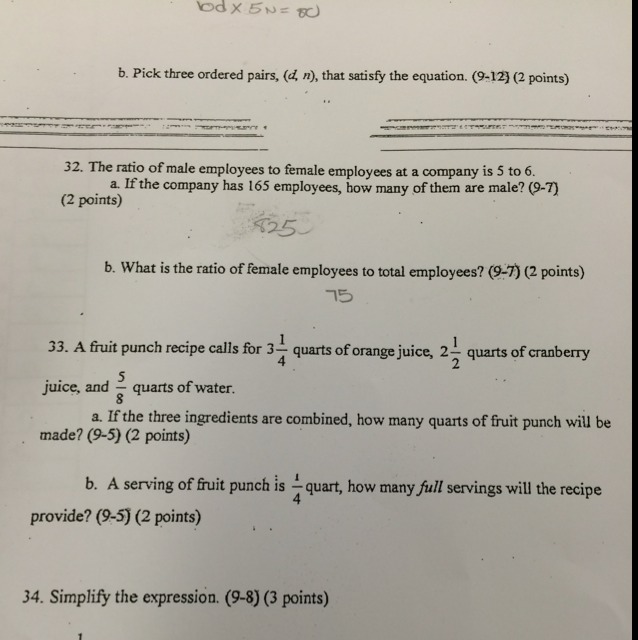 10d x 5N = 80
b. Pick three ordered pairs, (d, n), that satisfy the equation. (9-12) (2 points)
32. The ratio of male employees to female employees at a company is 5 to 6.
a. If the company has 165 employees, how many of them are male? (9-7)
(2 points)
825
b. What is the ratio of female employees to total employees? (9-7) (2 points)
75
33. A fruit punch recipe calls for 3 1/4 quarts of orange juice, 2 1/2 quarts of cranberry
juice, and 5/8 quarts of water.
a. If the three ingredients are combined, how many quarts of fruit punch will be
made? (9-5) (2 points)
b. A serving of fruit punch is 1/4 quart, how many full servings will the recipe
provide? (9-5) (2 points)
34. Simplify the expression. (9-8) (3 points)
1